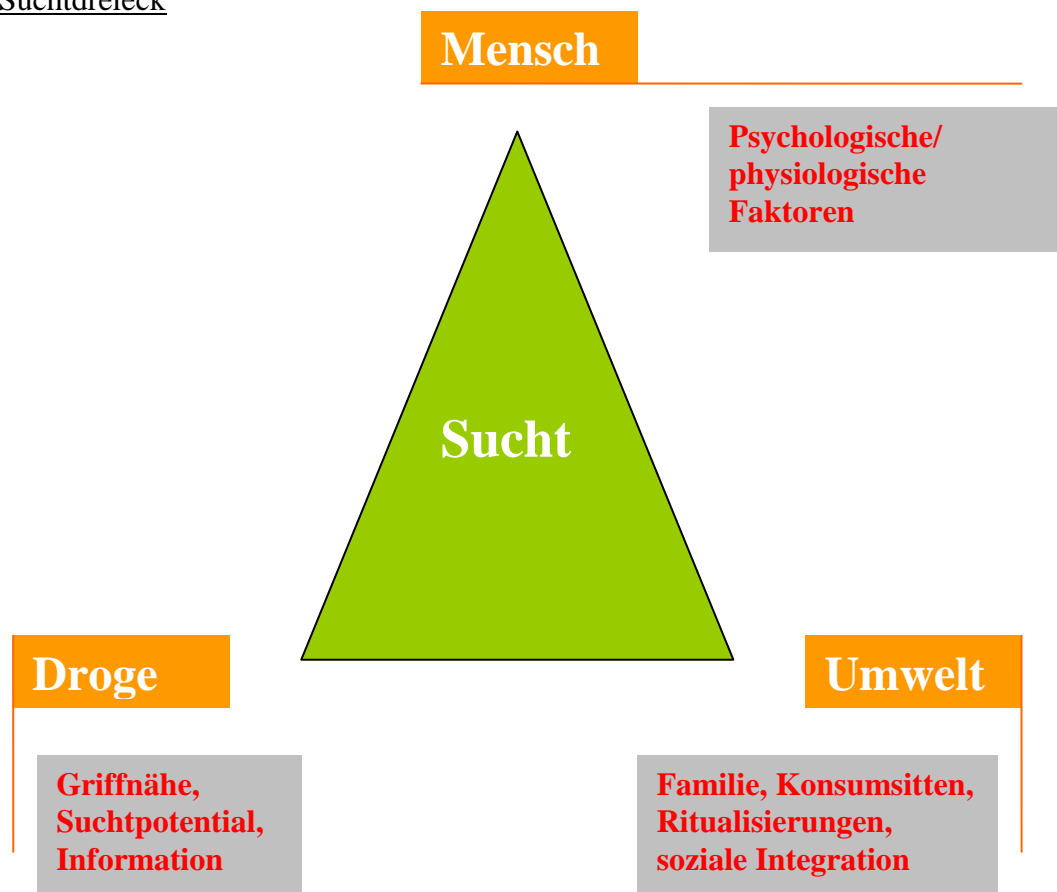 Suchtdreieck
Mensch
Psychologische/
physiologische
Faktoren
Sucht
Droge
Umwelt
Griffnähe,
Suchtpotential,
Information
Familie, Konsumsitten,
Ritualisierungen,
soziale Integration